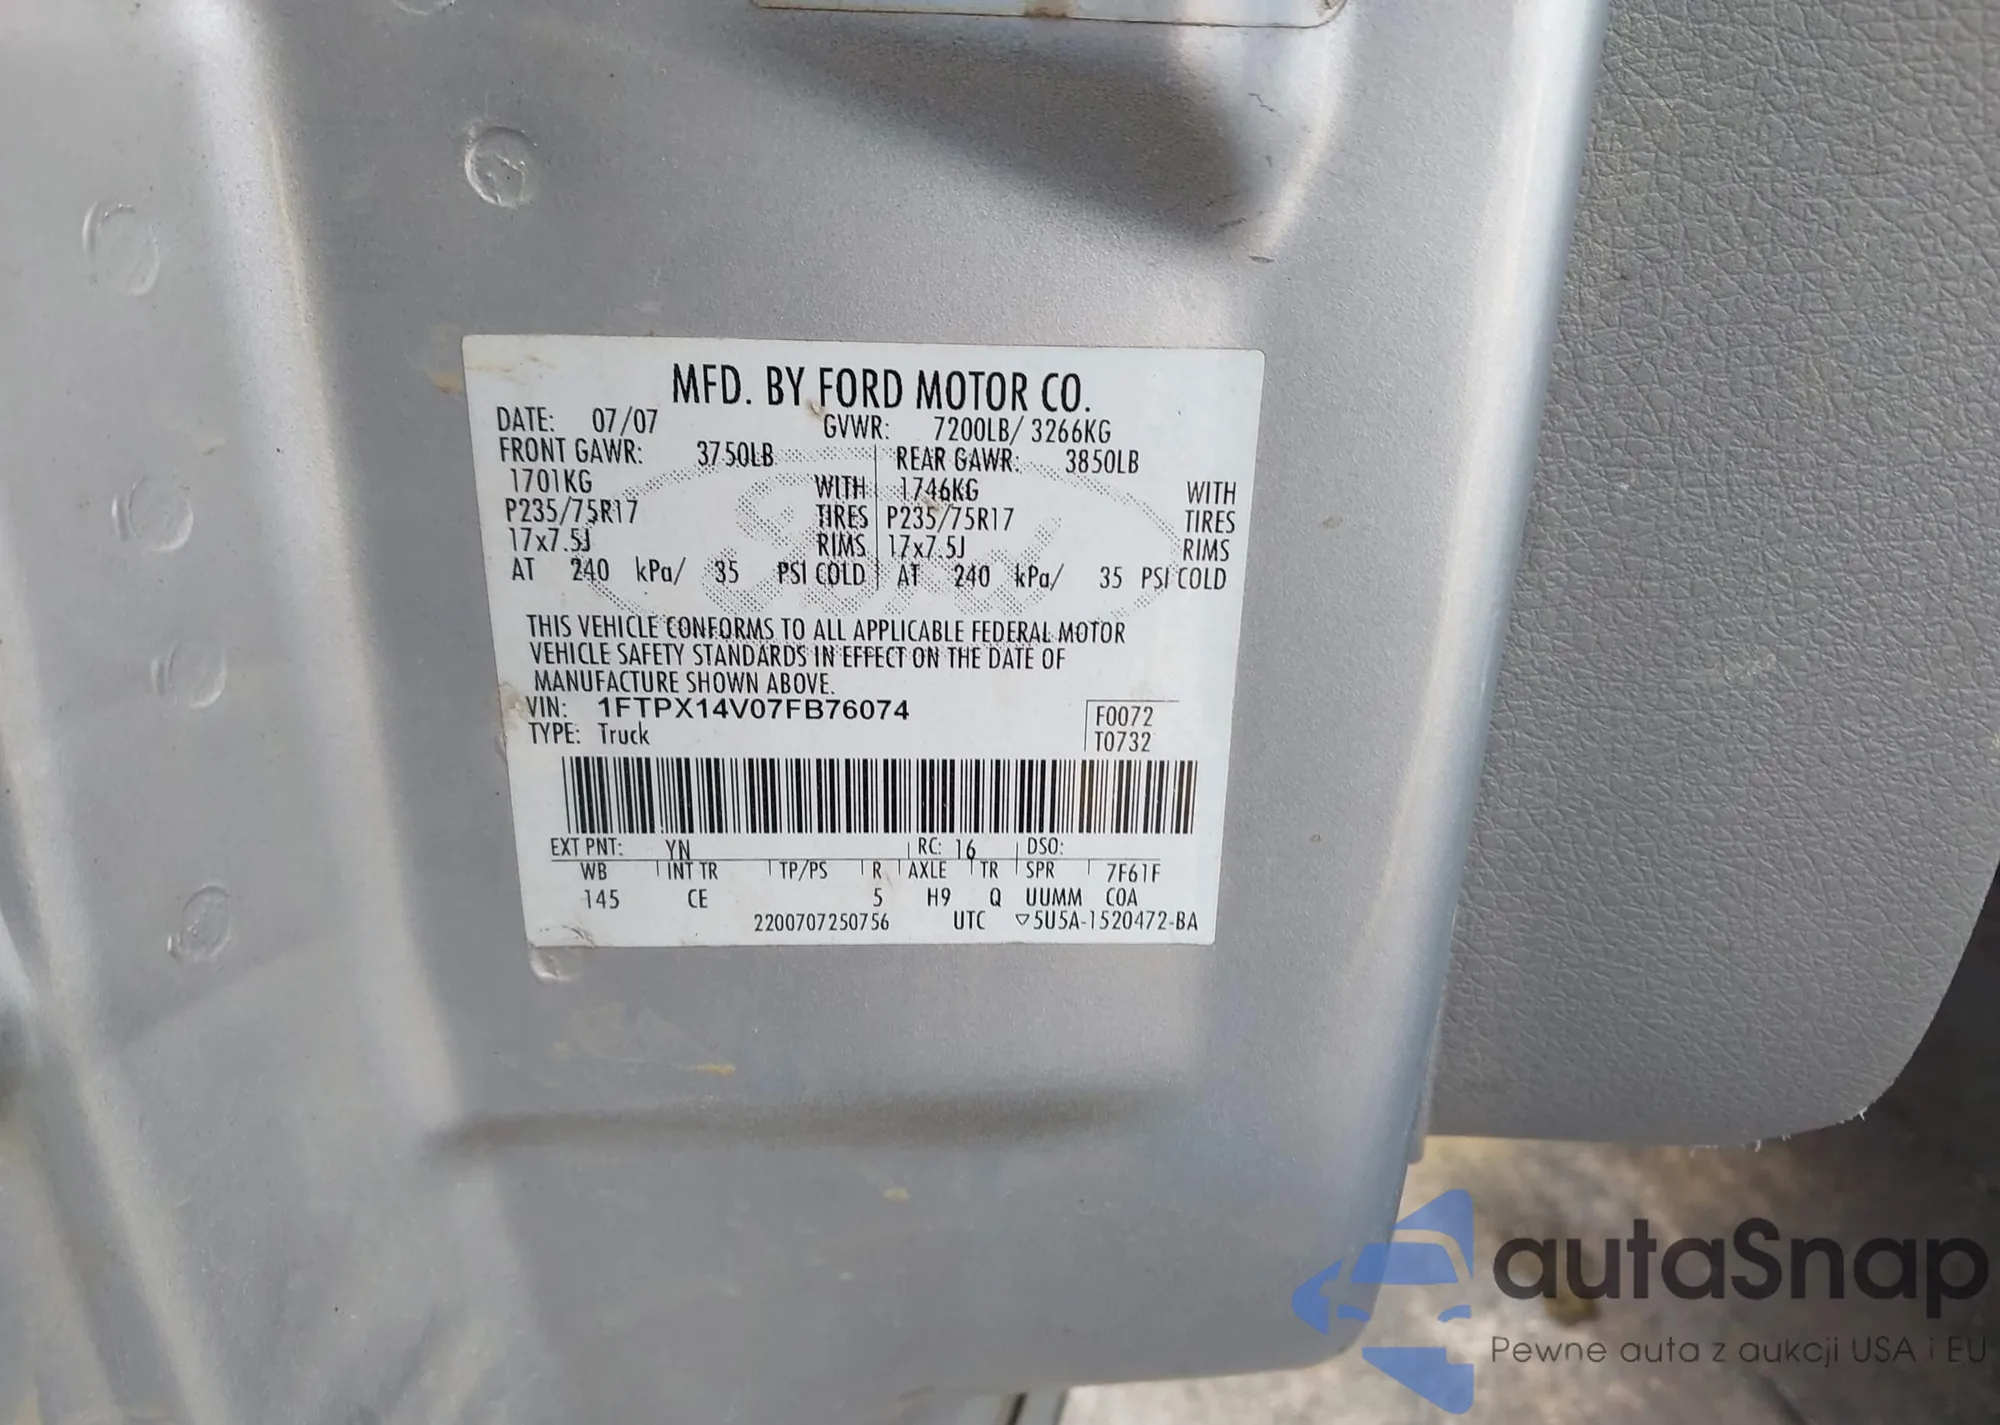 MFD. BY FORD MOTOR CO.
DATE: 07/07 GVWR: 7200LB/ 3266KG
FRONT GAWR: 3750LB REAR GAWR: 3850LB
1701KG WITH 1746KG WITH
P235/75R17 TIRES P235/75R17 TIRES
17x7.5J RIMS 17x7.5J RIMS
AT 240 kPa/ 35 PSI COLD AT 240 kPa/ 35 PSI COLD
THIS VEHICLE CONFORMS TO ALL APPLICABLE FEDERAL MOTOR
VEHICLE SAFETY STANDARDS IN EFFECT ON THE DATE OF
MANUFACTURE SHOWN ABOVE.
VIN: 1FTPX14V07FB76074 F0072
TYPE: Truck T0732
EXT PNT: YN RC: 16 DSO:
WB INT TR TP/PS R AXLE TR SPR 7F61F
145 CE 5 H9 Q UUMM COA
2200707250756 UTC ▽5U5A-1520472-BA
autaSnap
Pewne auta z aukcji USA i EU